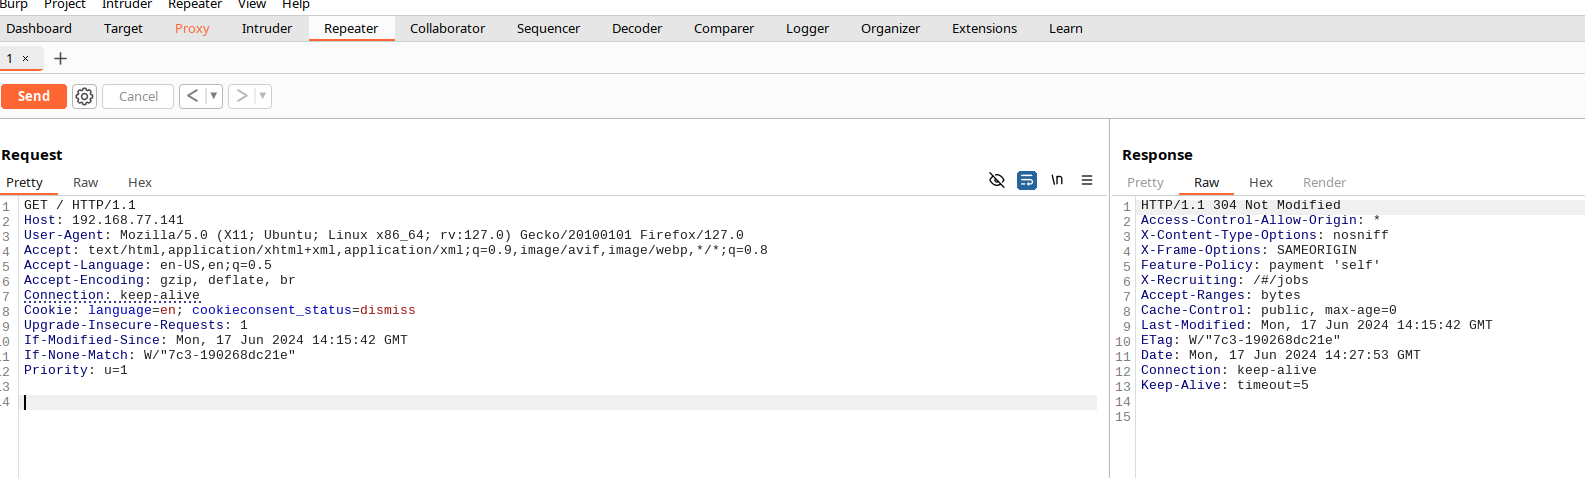 Burp Project Intruder Repeater View Help
Dashboard Target Proxy Intruder Repeater Collaborator Sequencer Decoder Comparer Logger Organizer Extensions Learn
1 × +
Send Cancel < ▼ > ▼
Request
Pretty Raw Hex \n
1 GET / HTTP/1.1
2 Host: 192.168.77.141
3 User-Agent: Mozilla/5.0 (X11; Ubuntu; Linux x86_64; rv:127.0) Gecko/20100101 Firefox/127.0
4 Accept: text/html,application/xhtml+xml,application/xml;q=0.9,image/avif,image/webp,*/*;q=0.8
5 Accept-Language: en-US,en;q=0.5
6 Accept-Encoding: gzip, deflate, br
7 Connection: keep-alive
8 Cookie: language=en; cookieconsent_status=dismiss
9 Upgrade-Insecure-Requests: 1
10 If-Modified-Since: Mon, 17 Jun 2024 14:15:42 GMT
11 If-None-Match: W/"7c3-190268dc21e"
12 Priority: u=1
13
14
Response
Pretty Raw Hex Render
1 HTTP/1.1 304 Not Modified
2 Access-Control-Allow-Origin: *
3 X-Content-Type-Options: nosniff
4 X-Frame-Options: SAMEORIGIN
5 Feature-Policy: payment 'self'
6 X-Recruiting: /#/jobs
7 Accept-Ranges: bytes
8 Cache-Control: public, max-age=0
9 Last-Modified: Mon, 17 Jun 2024 14:15:42 GMT
10 ETag: W/"7c3-190268dc21e"
11 Date: Mon, 17 Jun 2024 14:27:53 GMT
12 Connection: keep-alive
13 Keep-Alive: timeout=5
14
15